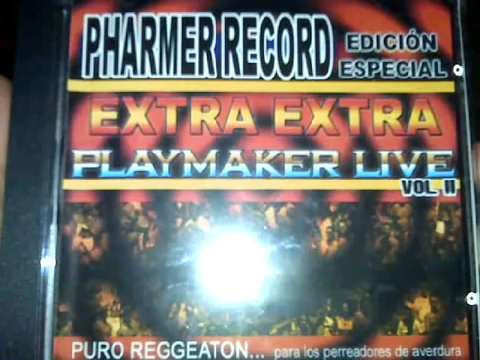 PHARMER RECORD
EDICIÓN
ESPECIAL
EXTRA EXTRA
PLAYMAKER LIVE
VOL. II
PURO REGGEATON... para los perreadores de averdura